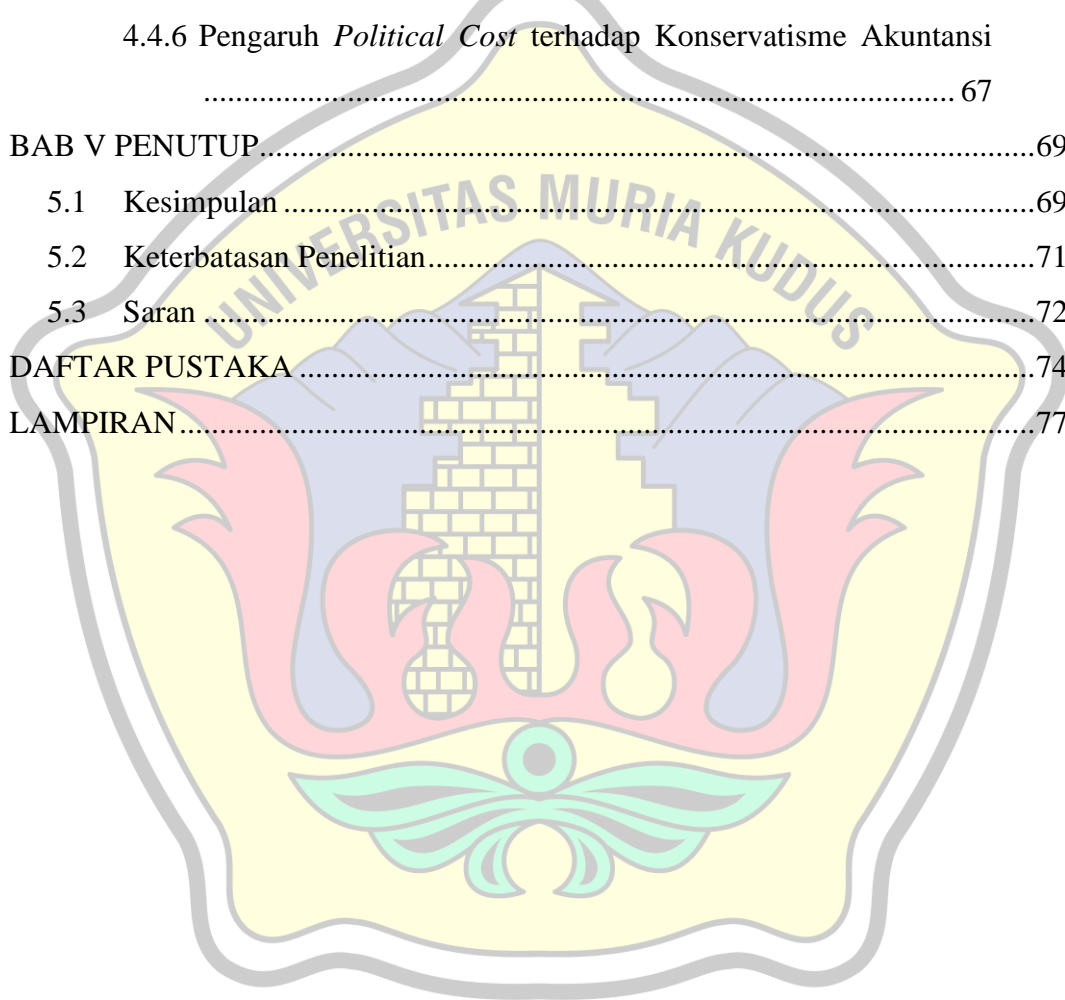 4.4.6 Pengaruh Political Cost terhadap Konservatisme Akuntansi
............................................................................................. 67
BAB V PENUTUP................................................................................................69
5.1 Kesimpulan .............................................................................................69
5.2 Keterbatasan Penelitian...........................................................................71
5.3 Saran .......................................................................................................72
DAFTAR PUSTAKA...........................................................................................74
LAMPIRAN..........................................................................................................77
UNIVERSITAS MURIA KUDUS